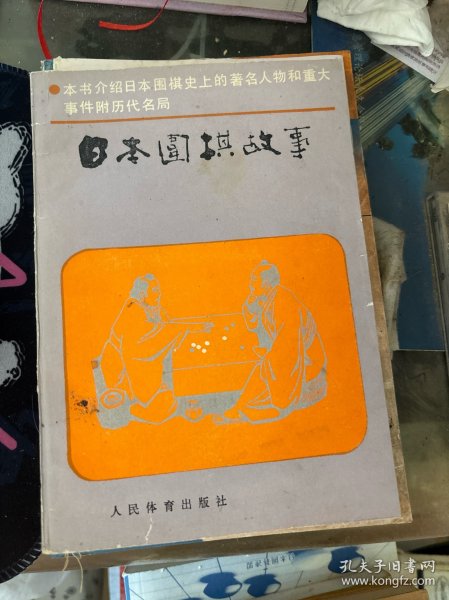 ●本书介绍日本围棋史上的著名人物和重大
事件附历代名局
日本圍棋故事
人民体育出版社
孔夫子旧书网
www.kongfz.com